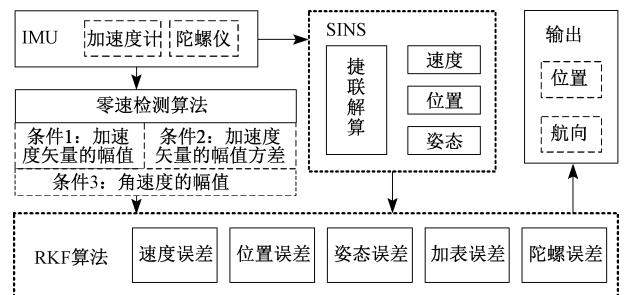 IMU
加速度计
陀螺仪
零速检测算法
条件1：加速
度矢量的幅值
条件2：加速度
矢量的幅值方差
条件3：角速度的幅值
SINS
捷联解算
速度
位置
姿态
输出
位置
航向
RKF算法
速度误差
位置误差
姿态误差
加表误差
陀螺误差